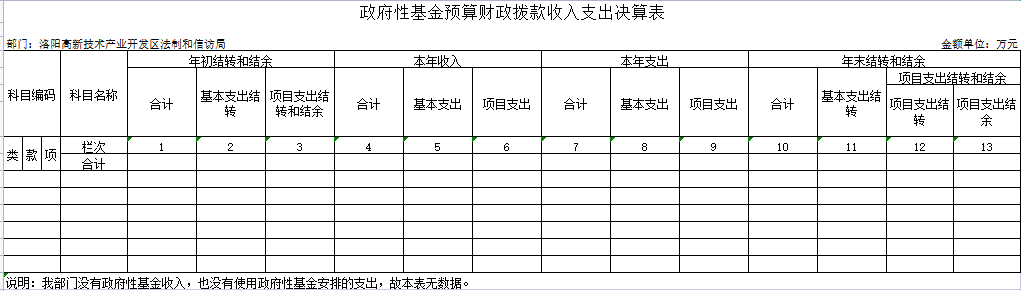 政府性基金预算财政拨款收入支出决算表
部门：洛阳高新技术产业开发区法制和信访局 金额单位：万元
科目编码 科目名称 年初结转和结余 本年收入 本年支出 年末结转和结余
合计 基本支出结转 项目支出结转和结余 合计 基本支出 项目支出 合计 基本支出 项目支出 合计 基本支出结转 项目支出结转和结余
项目支出结转 项目支出结余
类 款 项 栏次 1 2 3 4 5 6 7 8 9 10 11 12 13
合计
说明：我部门没有政府性基金收入，也没有使用政府性基金安排的支出，故本表无数据。